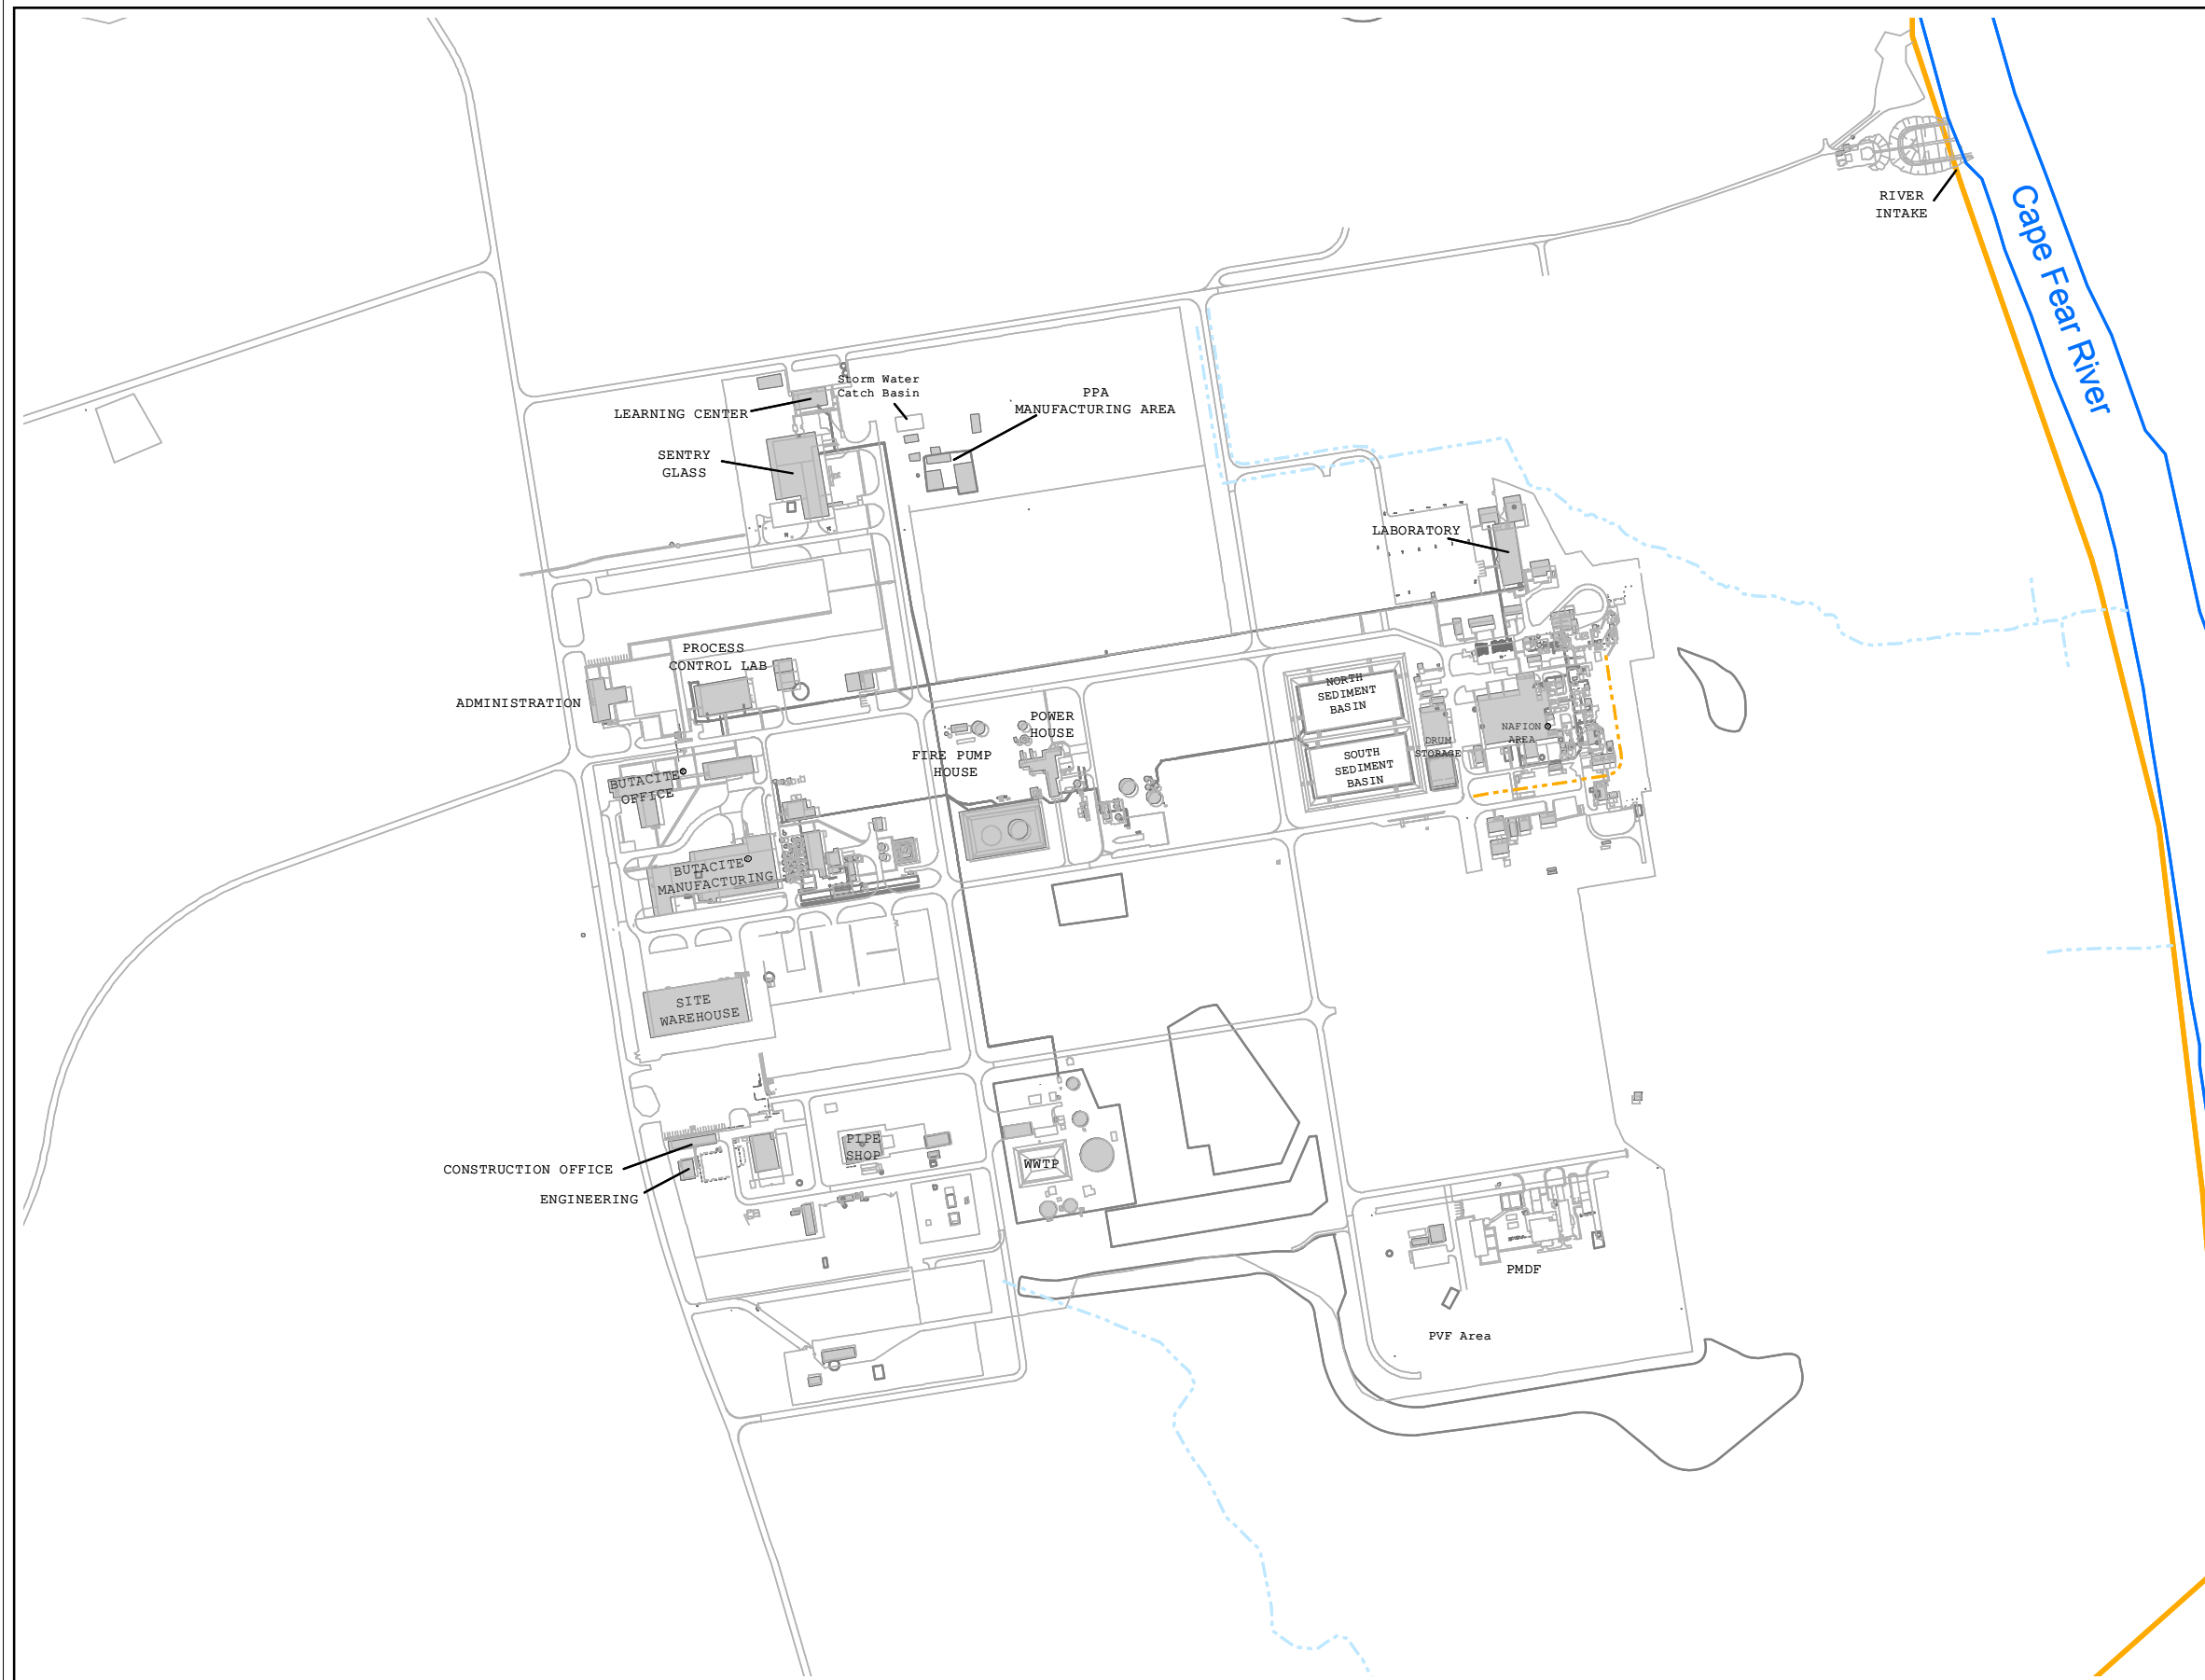 RIVER
INTAKE
Cape Fear River
Storm Water
Catch Basin
PPA
MANUFACTURING AREA
LEARNING CENTER
SENTRY
GLASS
LABORATORY
PROCESS
CONTROL LAB
ADMINISTRATION
NORTH
SEDIMENT
BASIN
POWER
HOUSE
FIRE PUMP
HOUSE
NAFION®
AREA
DRUM
STORAGE
SOUTH
SEDIMENT
BASIN
BUTACITE®
OFFICE
BUTACITE®
MANUFACTURING
SITE
WAREHOUSE
PIPE
SHOP
WWTP
CONSTRUCTION OFFICE
ENGINEERING
PMDF
PVF Area